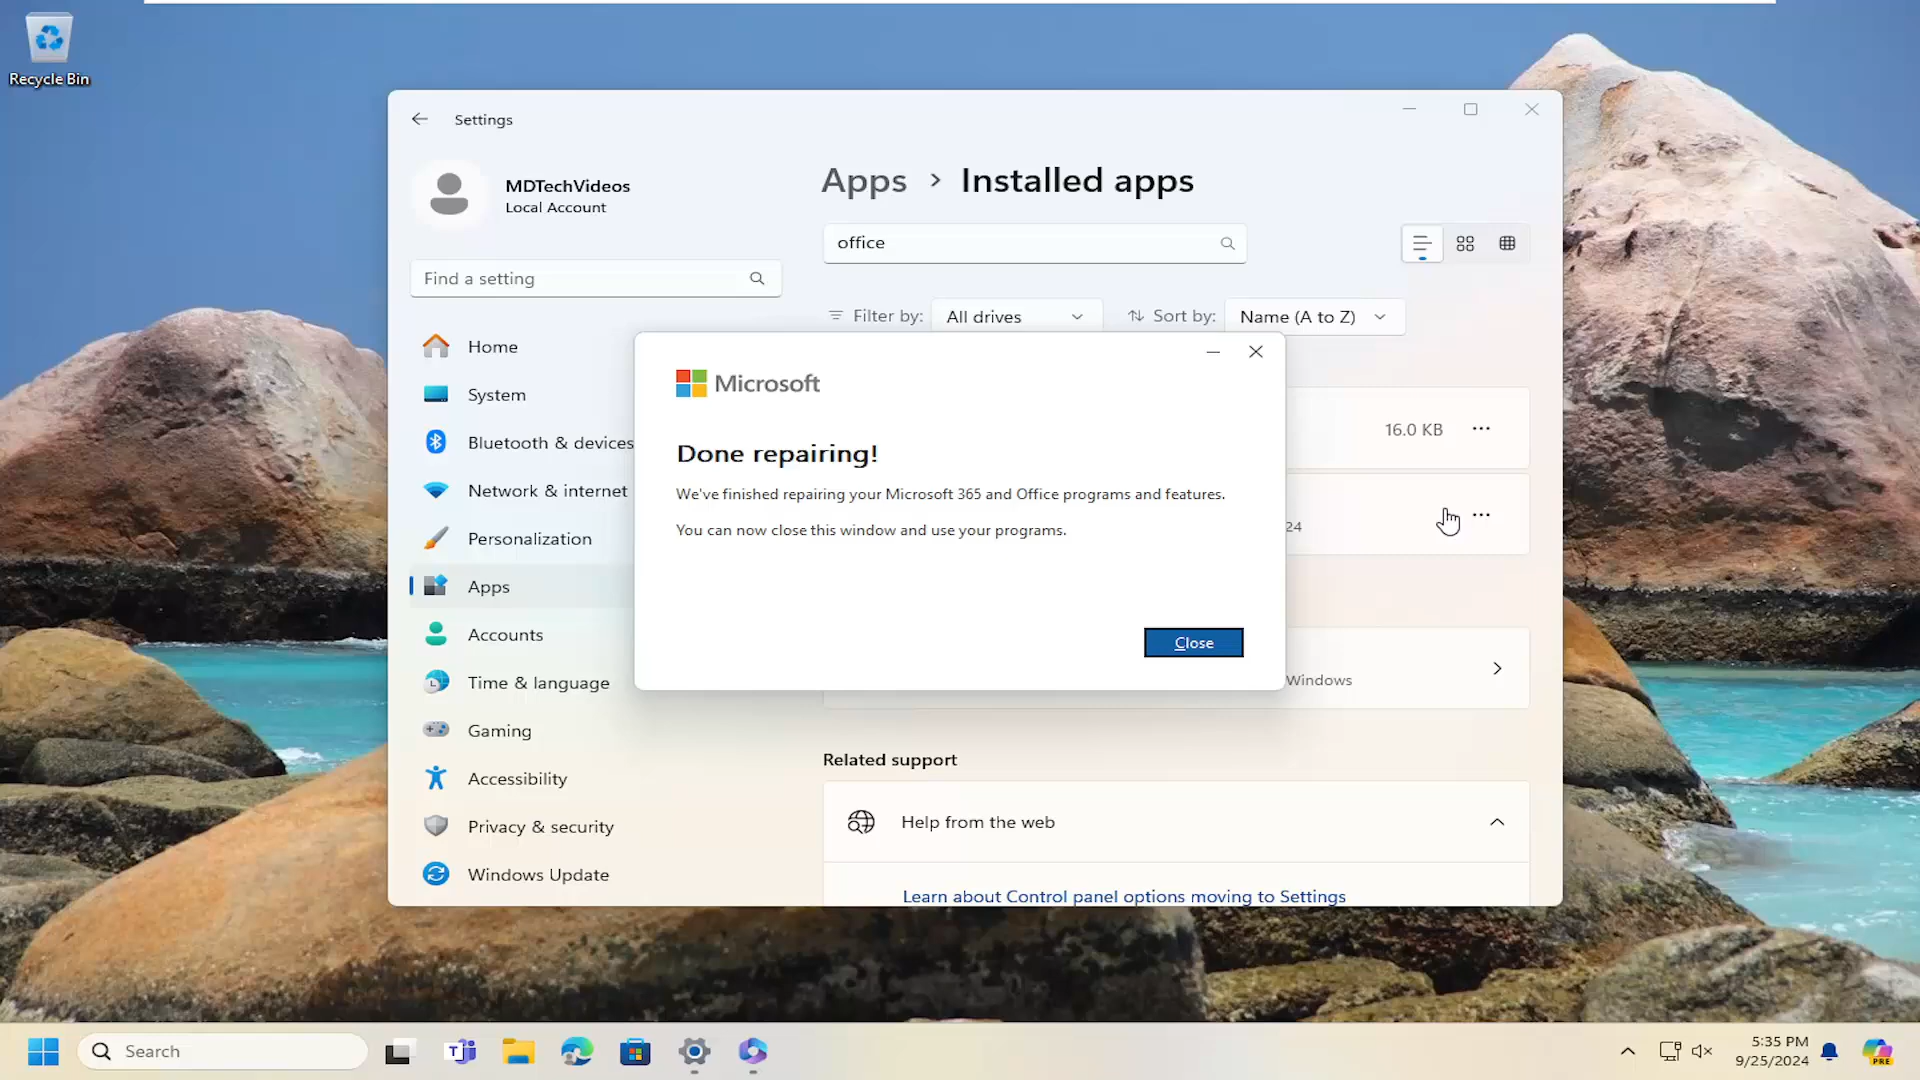 Recycle Bin
Settings
MDTechVideos
Local Account
Find a setting
Home
System
Bluetooth & devices
Network & internet
Personalization
Apps
Accounts
Time & language
Gaming
Accessibility
Privacy & security
Windows Update
Apps > Installed apps
office
Filter by: All drives
Sort by: Name (A to Z)
16.0 KB
24
Windows
Microsoft
Done repairing!
We've finished repairing your Microsoft 365 and Office programs and features.
You can now close this window and use your programs.
Close
Related support
Help from the web
Learn about Control panel options moving to Settings
Search
5:35 PM
9/25/2024
PRE